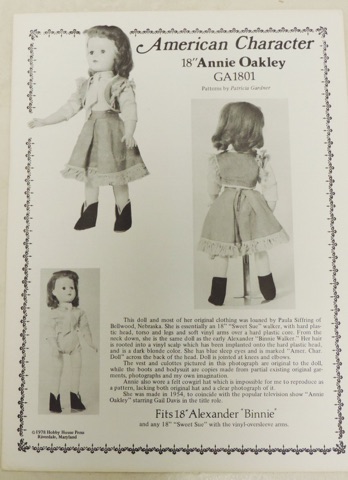 American Character
18" Annie Oakley
GA1801
Patterns by Patricia Gardner
This doll and most of her original clothing was loaned by Paula Siffring of
Bellwood, Nebraska. She is essentially an 18" "Sweet Sue" walker, with hard plas-
tic head, torso and legs and soft vinyl arms over a hard plastic core. From the
neck down, she is the same doll as the early Alexander "Binnie Walker." Her hair
is rooted into a vinyl scalp which has been implanted onto the hard plastic head,
and is a dark blonde color. She has blue sleep eyes and is marked "Amer. Char.
Doll" across the back of the head. Doll is jointed at knees and elbows.
The vest and culottes pictured in this photograph are original to the doll,
while the boots and bodysuit are copies made from partial existing original gar-
ments, photographs and my own imagination.
Annie also wore a felt cowgirl hat which is impossible for me to reproduce as
a pattern, lacking both original hat and a clear photograph of it.
She was made in 1954, to coincide with the popular television show "Annie
Oakley" starring Gail Davis in the title role.
Fits 18" Alexander 'Binnie'
and any 18" "Sweet Sue" with the vinyl-oversleeve arms.
© 1978 Hobby House Press
Riverdale, Maryland